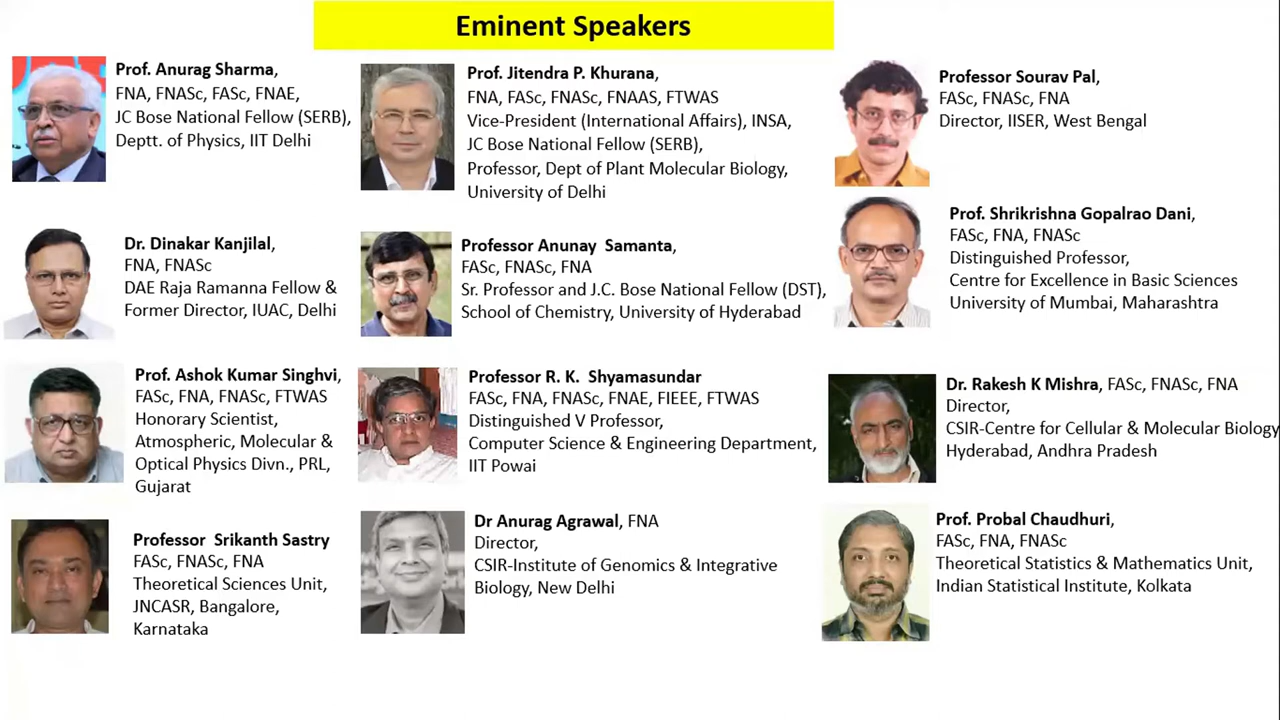 Eminent Speakers
Prof. Anurag Sharma,
FNA, FNASc, FASc, FNAE,
JC Bose National Fellow (SERB),
Deptt. of Physics, IIT Delhi
Prof. Jitendra P. Khurana,
FNA, FASc, FNASc, FNAAS, FTWAS
Vice-President (International Affairs), INSA,
JC Bose National Fellow (SERB),
Professor, Dept of Plant Molecular Biology,
University of Delhi
Professor Sourav Pal,
FASc, FNASc, FNA
Director, IISER, West Bengal
Dr. Dinakar Kanjilal,
FNA, FNASc
DAE Raja Ramanna Fellow &
Former Director, IUAC, Delhi
Professor Anunay  Samanta,
FASc, FNASc, FNA
Sr. Professor and J.C. Bose National Fellow (DST),
School of Chemistry, University of Hyderabad
Prof. Shrikrishna Gopalrao Dani,
FASc, FNA, FNASc
Distinguished Professor,
Centre for Excellence in Basic Sciences
University of Mumbai, Maharashtra
Prof. Ashok Kumar Singhvi,
FASc, FNA, FNASc, FTWAS
Honorary Scientist,
Atmospheric, Molecular &
Optical Physics Divn., PRL,
Gujarat
Professor R. K.  Shyamasundar
FASc, FNA, FNASc, FNAE, FIEEE, FTWAS
Distinguished V Professor,
Computer Science & Engineering Department,
IIT Powai
Dr. Rakesh K Mishra, FASc, FNASc, FNA
Director,
CSIR-Centre for Cellular & Molecular Biology
Hyderabad, Andhra Pradesh
Professor  Srikanth Sastry
FASc, FNASc, FNA
Theoretical Sciences Unit,
JNCASR, Bangalore,
Karnataka
Dr Anurag Agrawal, FNA
Director,
CSIR-Institute of Genomics & Integrative
Biology, New Delhi
Prof. Probal Chaudhuri,
FASc, FNA, FNASc
Theoretical Statistics & Mathematics Unit,
Indian Statistical Institute, Kolkata